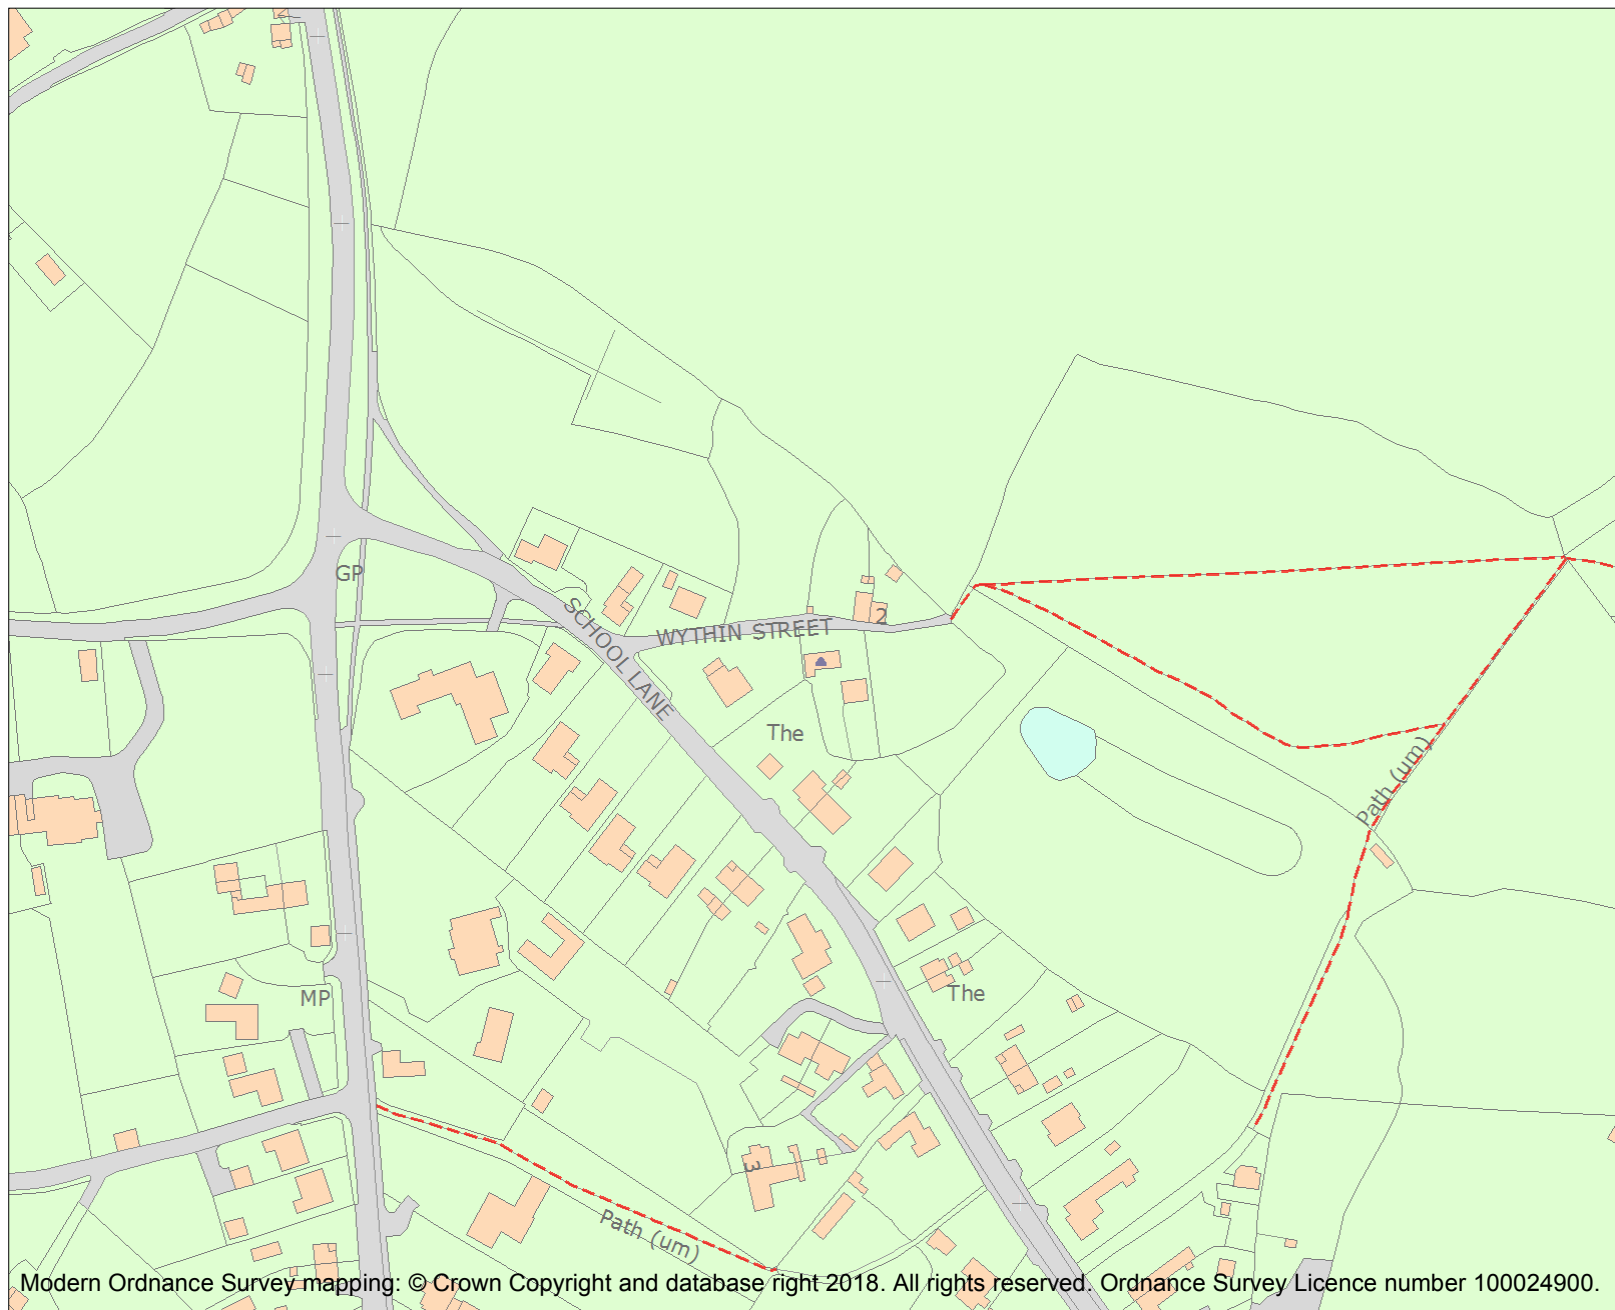 GP
SCHOOL LANE
WYTHIN STREET
2
The
Path (um)
The
MP
3
Path (um)
Modern Ordnance Survey mapping: © Crown Copyright and database right 2018. All rights reserved. Ordnance Survey Licence number 100024900.